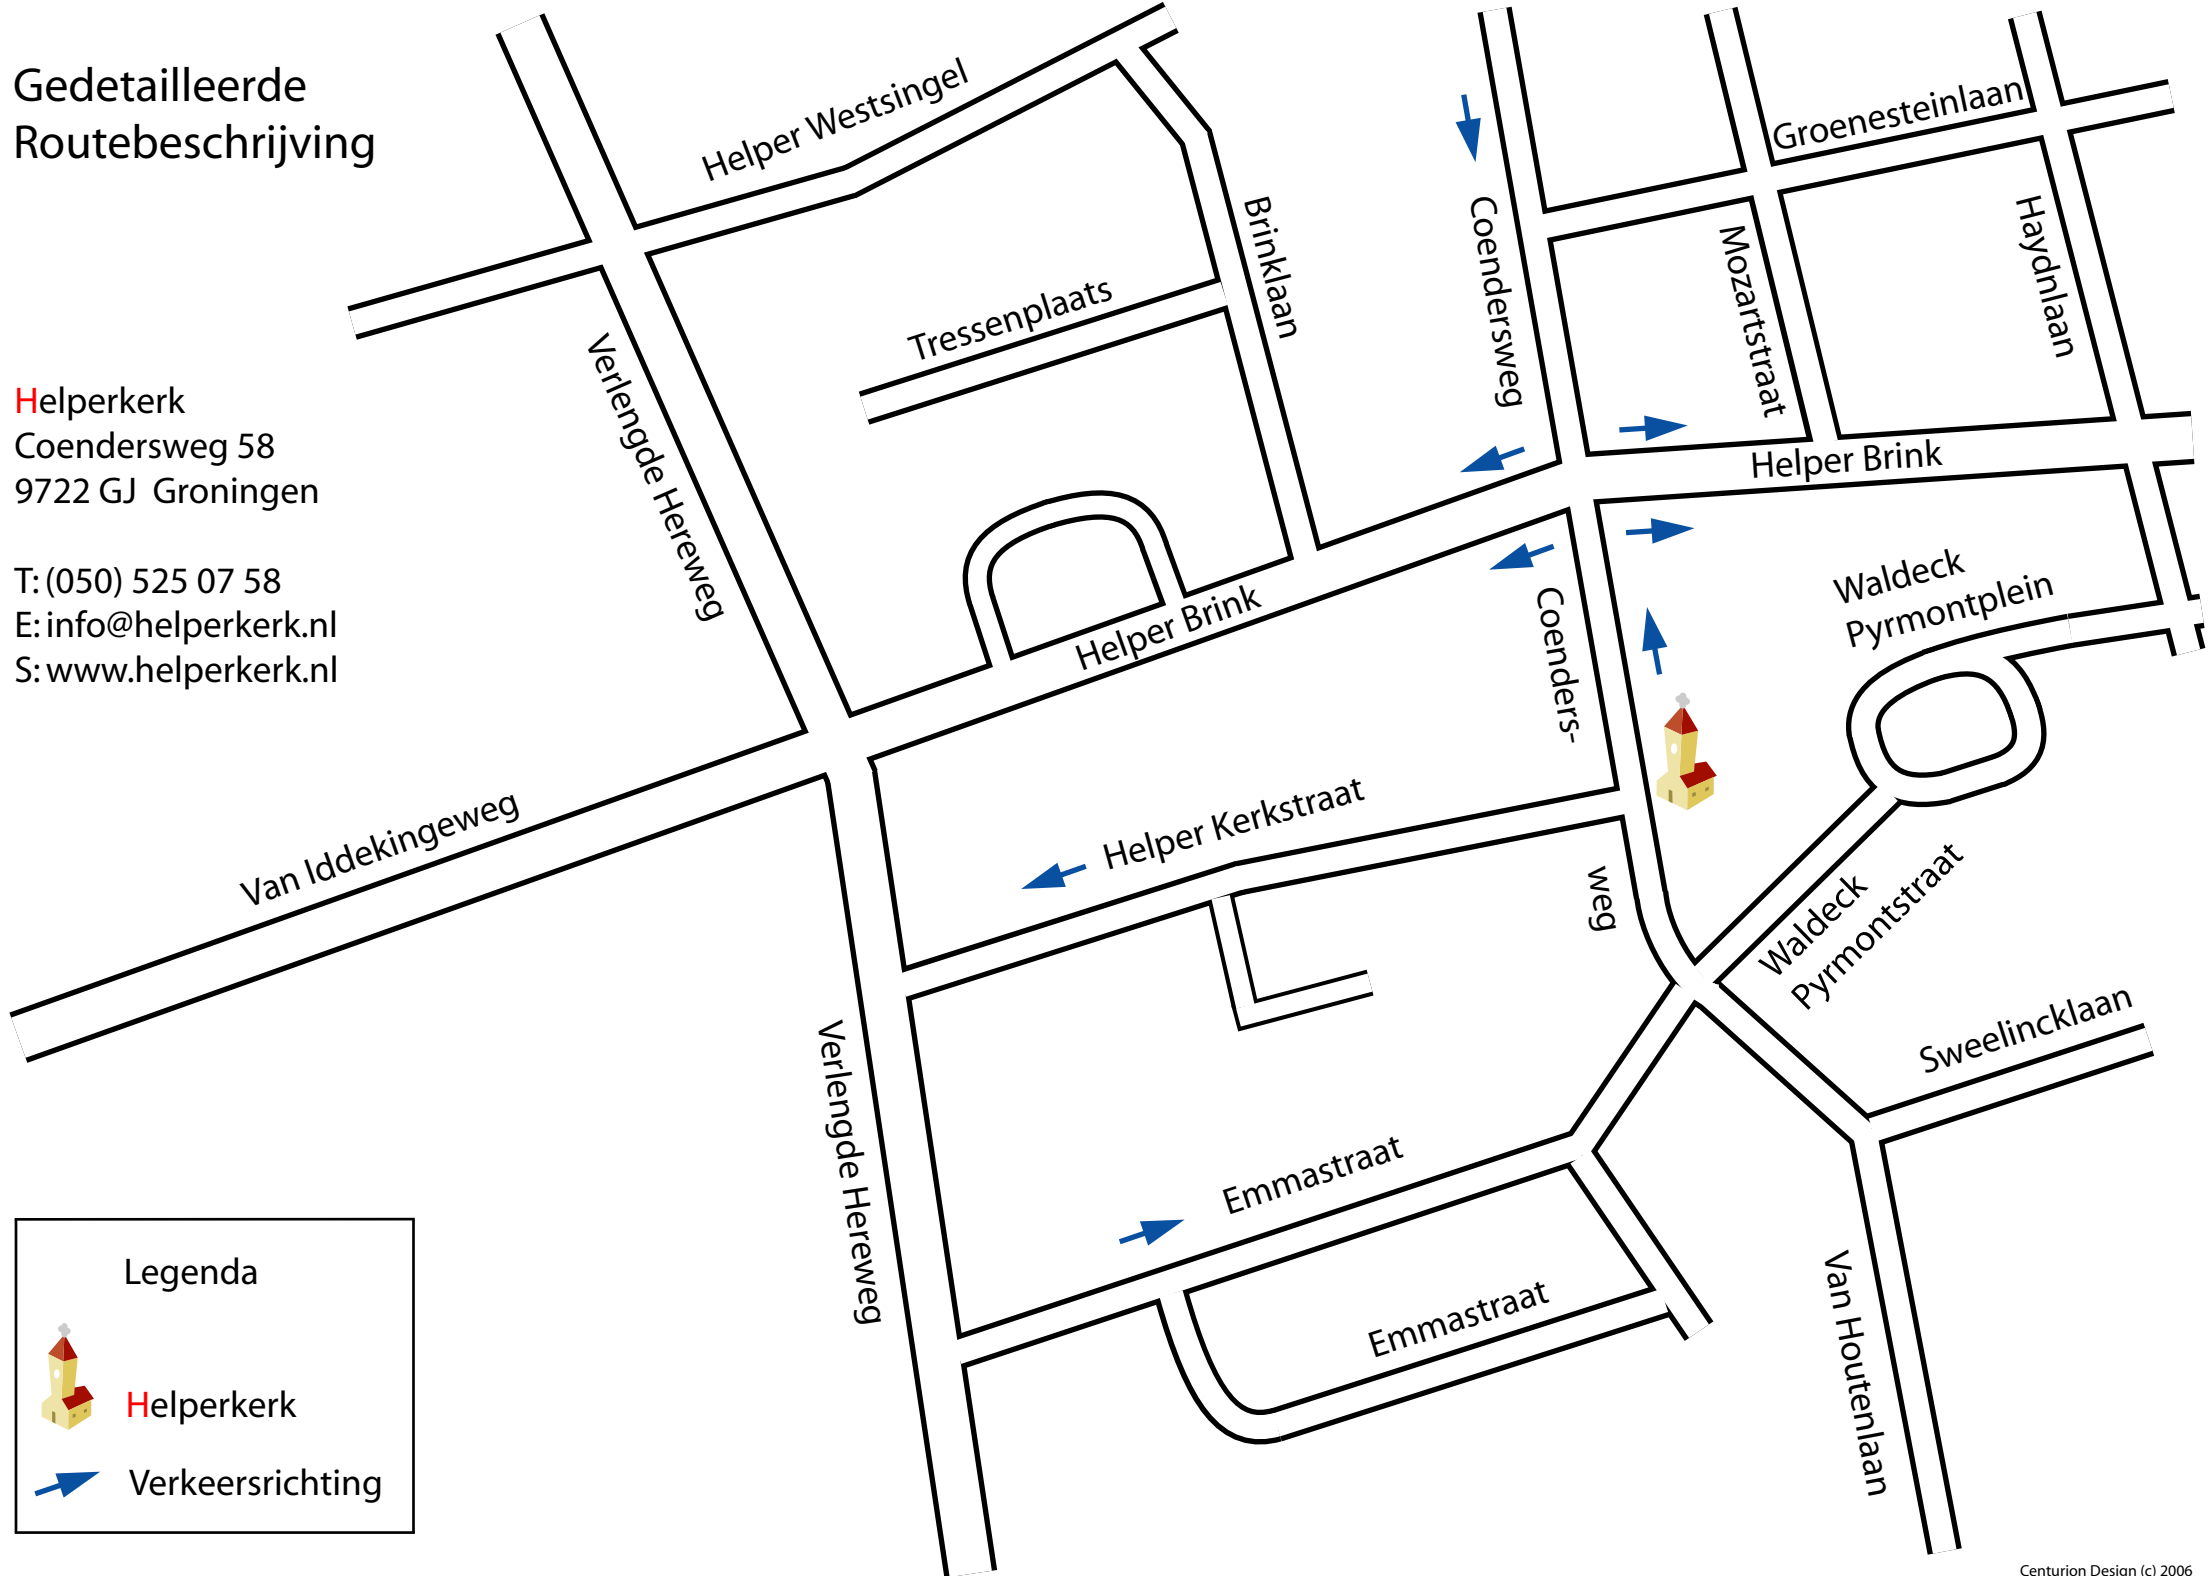 Gedetailleerde
Routebeschrijving
Helper Westsingel
Groenesteinlaan
Brinklaan
Coendersweg
Mozartstraat
Haydnlaan
Tressenplaats
Verlengde Hereweg
Helperkerk
Coendersweg 58
9722 GJ Groningen
T: (050) 525 07 58
E: info@helperkerk.nl
S: www.helperkerk.nl
Helper Brink
Helper Brink
Waldeck
Pyrmontplein
Coenders-
weg
Helper Kerkstraat
Van Iddekingeweg
Waldeck
Pyrmontstraat
Sweelincklaan
Verlengde Hereweg
Emmastraat
Emmastraat
Van Houtenlaan
Legenda
Helperkerk
Verkeersrichting
Centurion Design (c) 2006